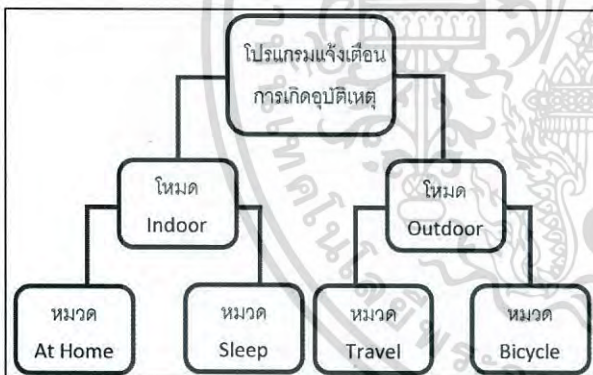 โปรแกรมแจ้งเตือน
การเกิดอุบัติเหตุ
โหมด
Indoor
โหมด
Outdoor
หมวด
At Home
หมวด
Sleep
หมวด
Travel
หมวด
Bicycle